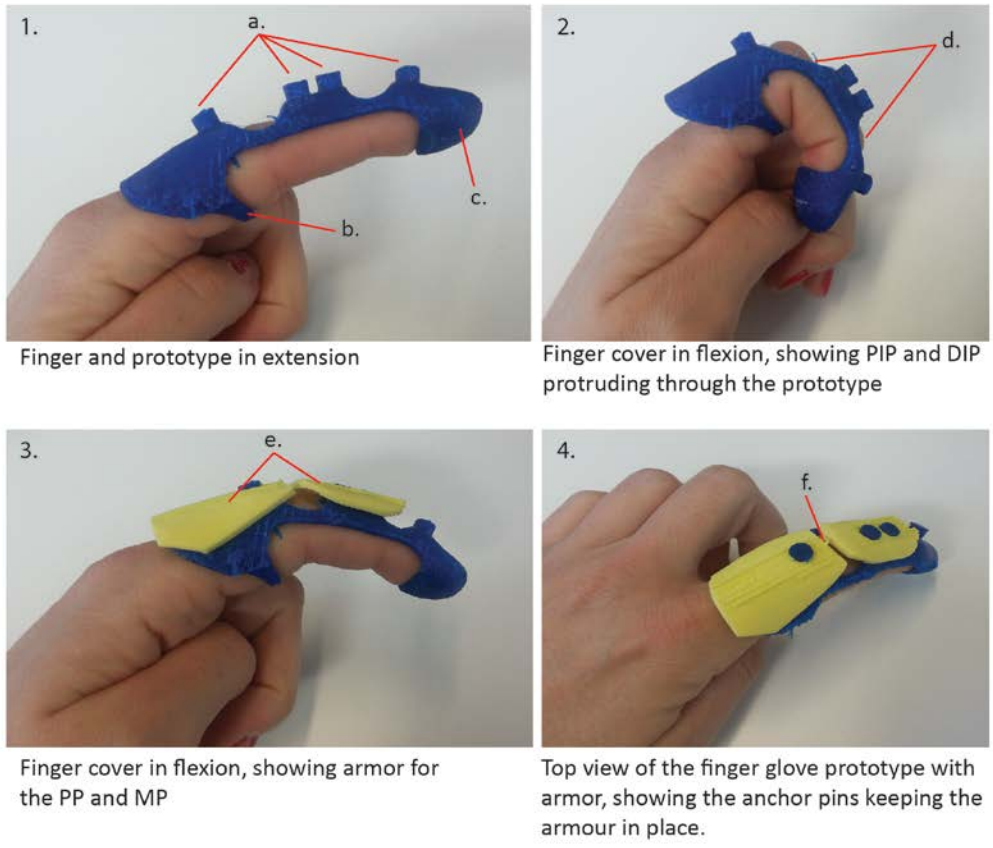 1.
a.
b.
c.
Finger and prototype in extension
2.
d.
Finger cover in flexion, showing PIP and DIP
protruding through the prototype
3.
e.
Finger cover in flexion, showing armor for
the PP and MP
4.
f.
Top view of the finger glove prototype with
armor, showing the anchor pins keeping the
armour in place.